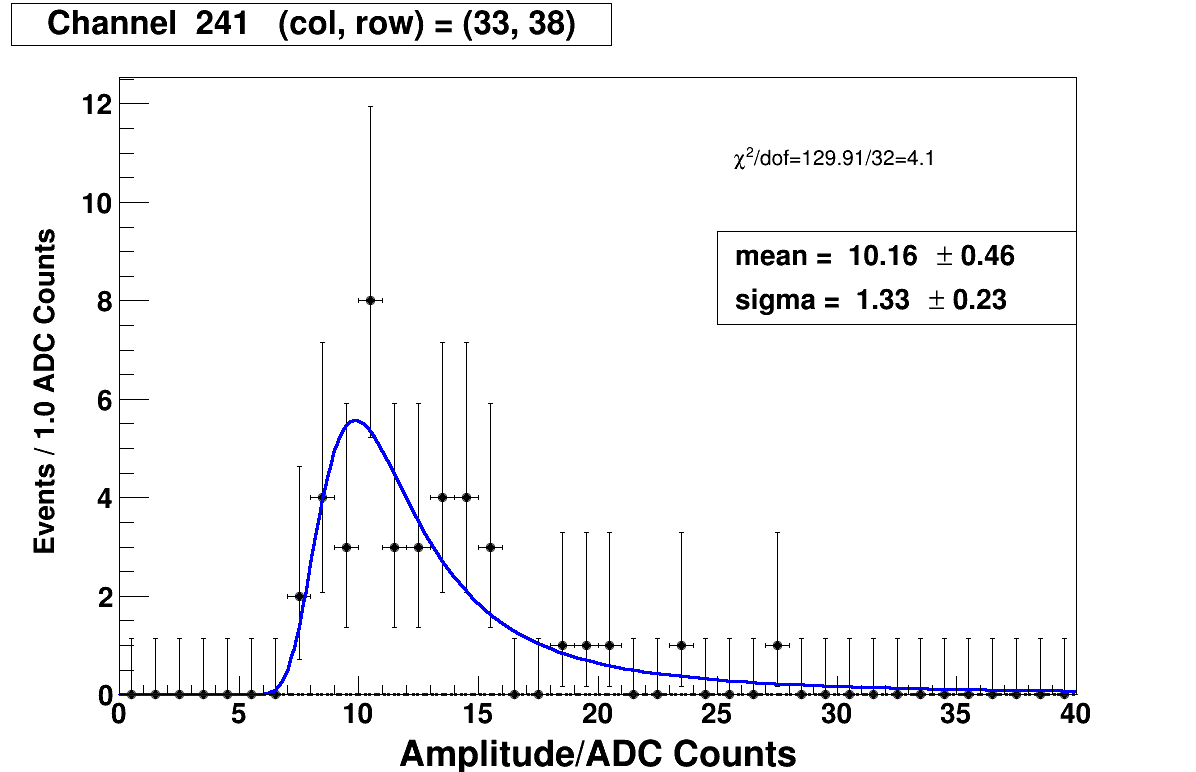 Channel 241 (col, row) = (33, 38)
χ²/dof=129.91/32=4.1
mean = 10.16 ± 0.46
sigma = 1.33 ± 0.23
Events / 1.0 ADC Counts
12
10
8
6
4
2
0
0 5 10 15 20 25 30 35 40
Amplitude/ADC Counts